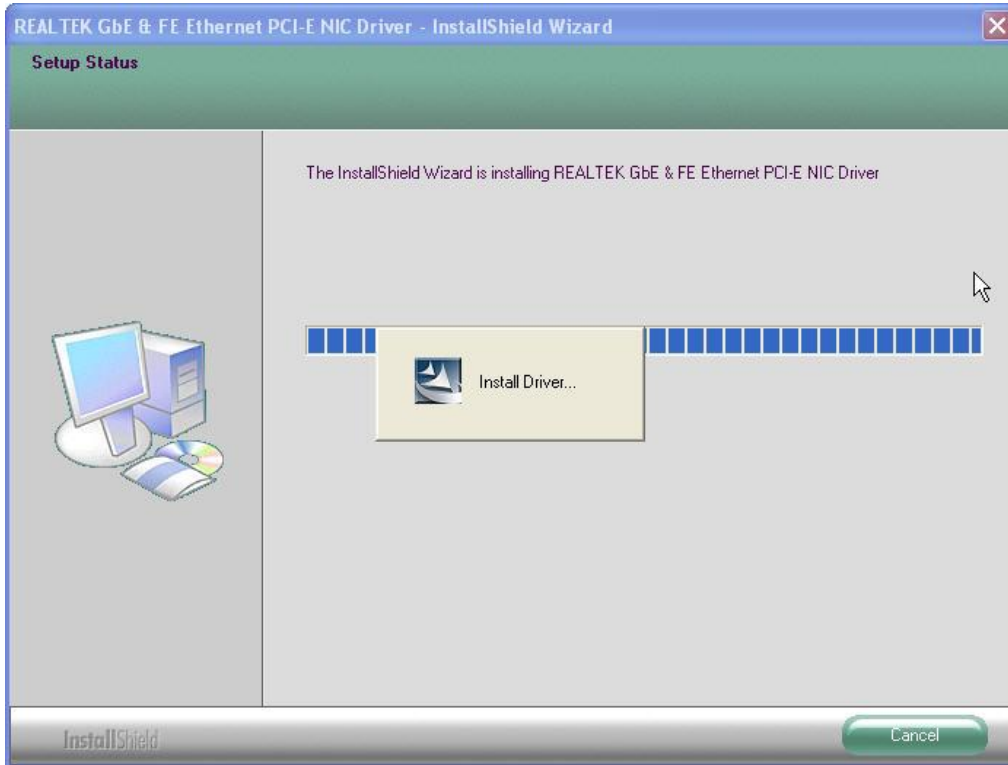 REALTEK GbE & FE Ethernet PCI-E NIC Driver - InstallShield Wizard
Setup Status
The InstallShield Wizard is installing REALTEK GbE & FE Ethernet PCI-E NIC Driver
Install Driver...
InstallShield
Cancel